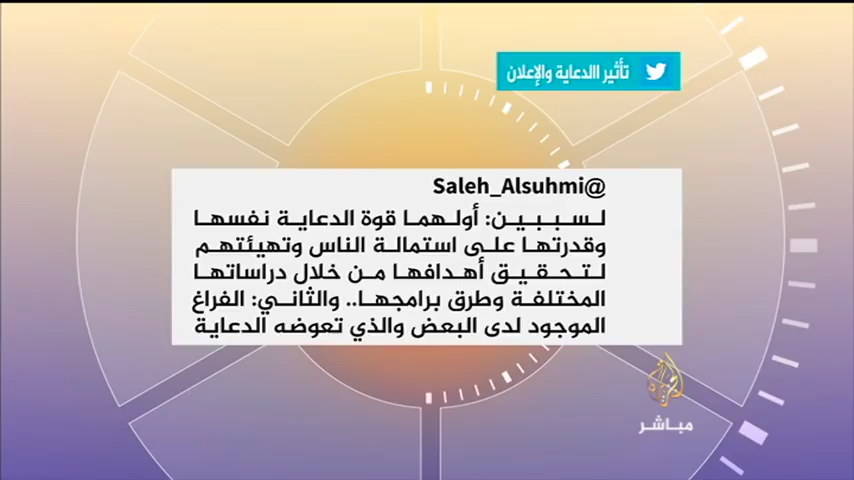 تأثير االدعاية والإعلان
@Saleh_Alsuhmi
لسببين: أولهما قوة الدعاية نفسها
وقدرتها على استمالة الناس وتهيئتهم
لتحقيق أهدافها من خلال دراساتها
المختلفة وطرق برامجها.. والثاني: الفراغ
الموجود لدى البعض والذي تعوضه الدعاية
مباشر